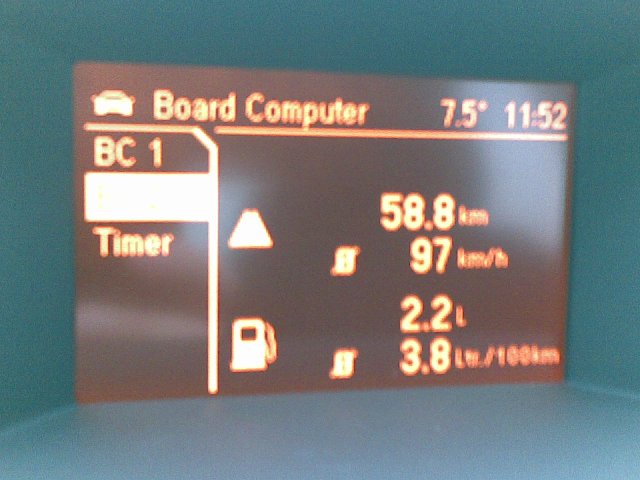 Board Computer 7.5° 11:52
BC 1
58.8 km
Timer
97 km/h
2.2 L
3.8 Ltr./100km